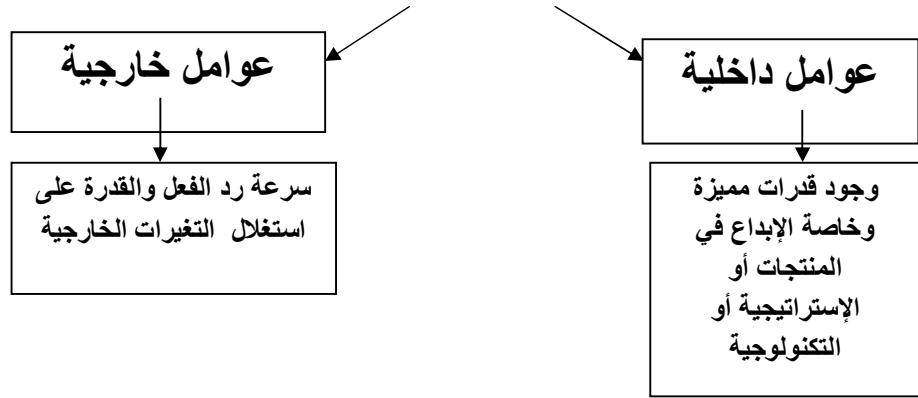 عوامل داخلية
وجود قدرات مميزة
وخاصة الإبداع في
المنتجات أو
الإستراتيجية أو
التكنولوجية
عوامل خارجية
سرعة رد الفعل والقدرة على
استغلال التغيرات الخارجية